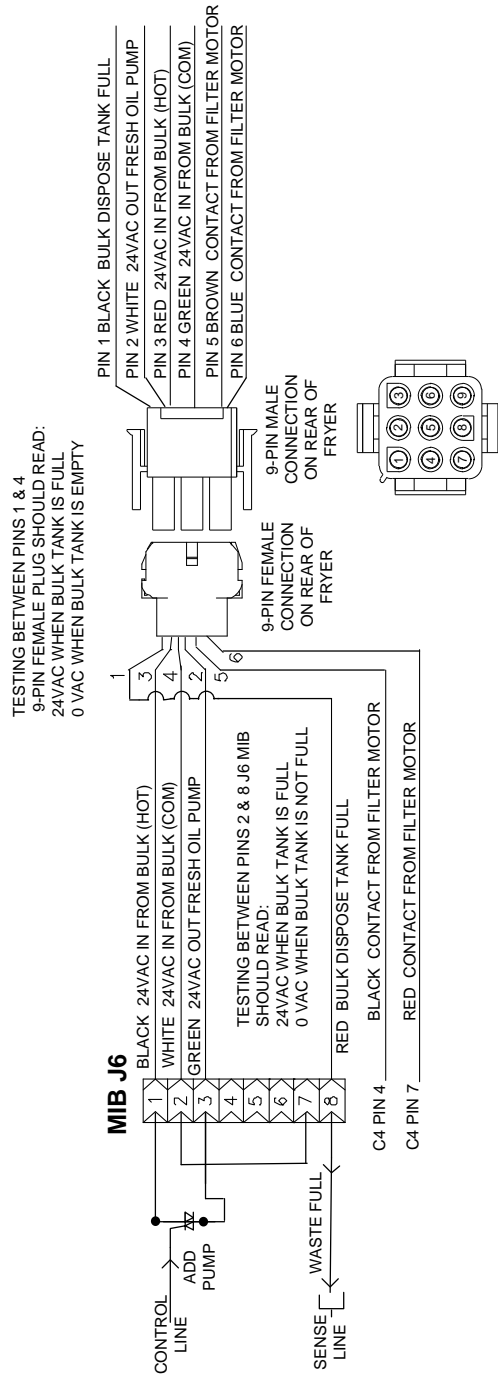 TESTING BETWEEN PINS 1 & 4
9-PIN FEMALE PLUG SHOULD READ:
24VAC WHEN BULK TANK IS FULL
0 VAC WHEN BULK TANK IS EMPTY
MIB J6
1
2
3
4
5
6
7
8
CONTROL
LINE
ADD
PUMP
SENSE
LINE
WASTE FULL
BLACK 24VAC IN FROM BULK (HOT)
WHITE 24VAC IN FROM BULK (COM)
GREEN 24VAC OUT FRESH OIL PUMP
TESTING BETWEEN PINS 2 & 8 J6 MIB
SHOULD READ:
24VAC WHEN BULK TANK IS FULL
0 VAC WHEN BULK TANK IS NOT FULL
RED BULK DISPOSE TANK FULL
C4 PIN 4
BLACK CONTACT FROM FILTER MOTOR
C4 PIN 7
RED CONTACT FROM FILTER MOTOR
1
3
4
2
5
6
9-PIN FEMALE
CONNECTION
ON REAR OF
FRYER
9-PIN MALE
CONNECTION
ON REAR OF
FRYER
PIN 1 BLACK BULK DISPOSE TANK FULL
PIN 2 WHITE 24VAC OUT FRESH OIL PUMP
PIN 3 RED 24VAC IN FROM BULK (HOT)
PIN 4 GREEN 24VAC IN FROM BULK (COM)
PIN 5 BROWN CONTACT FROM FILTER MOTOR
PIN 6 BLUE CONTACT FROM FILTER MOTOR
1 2 3
4 5 6
7 8 9